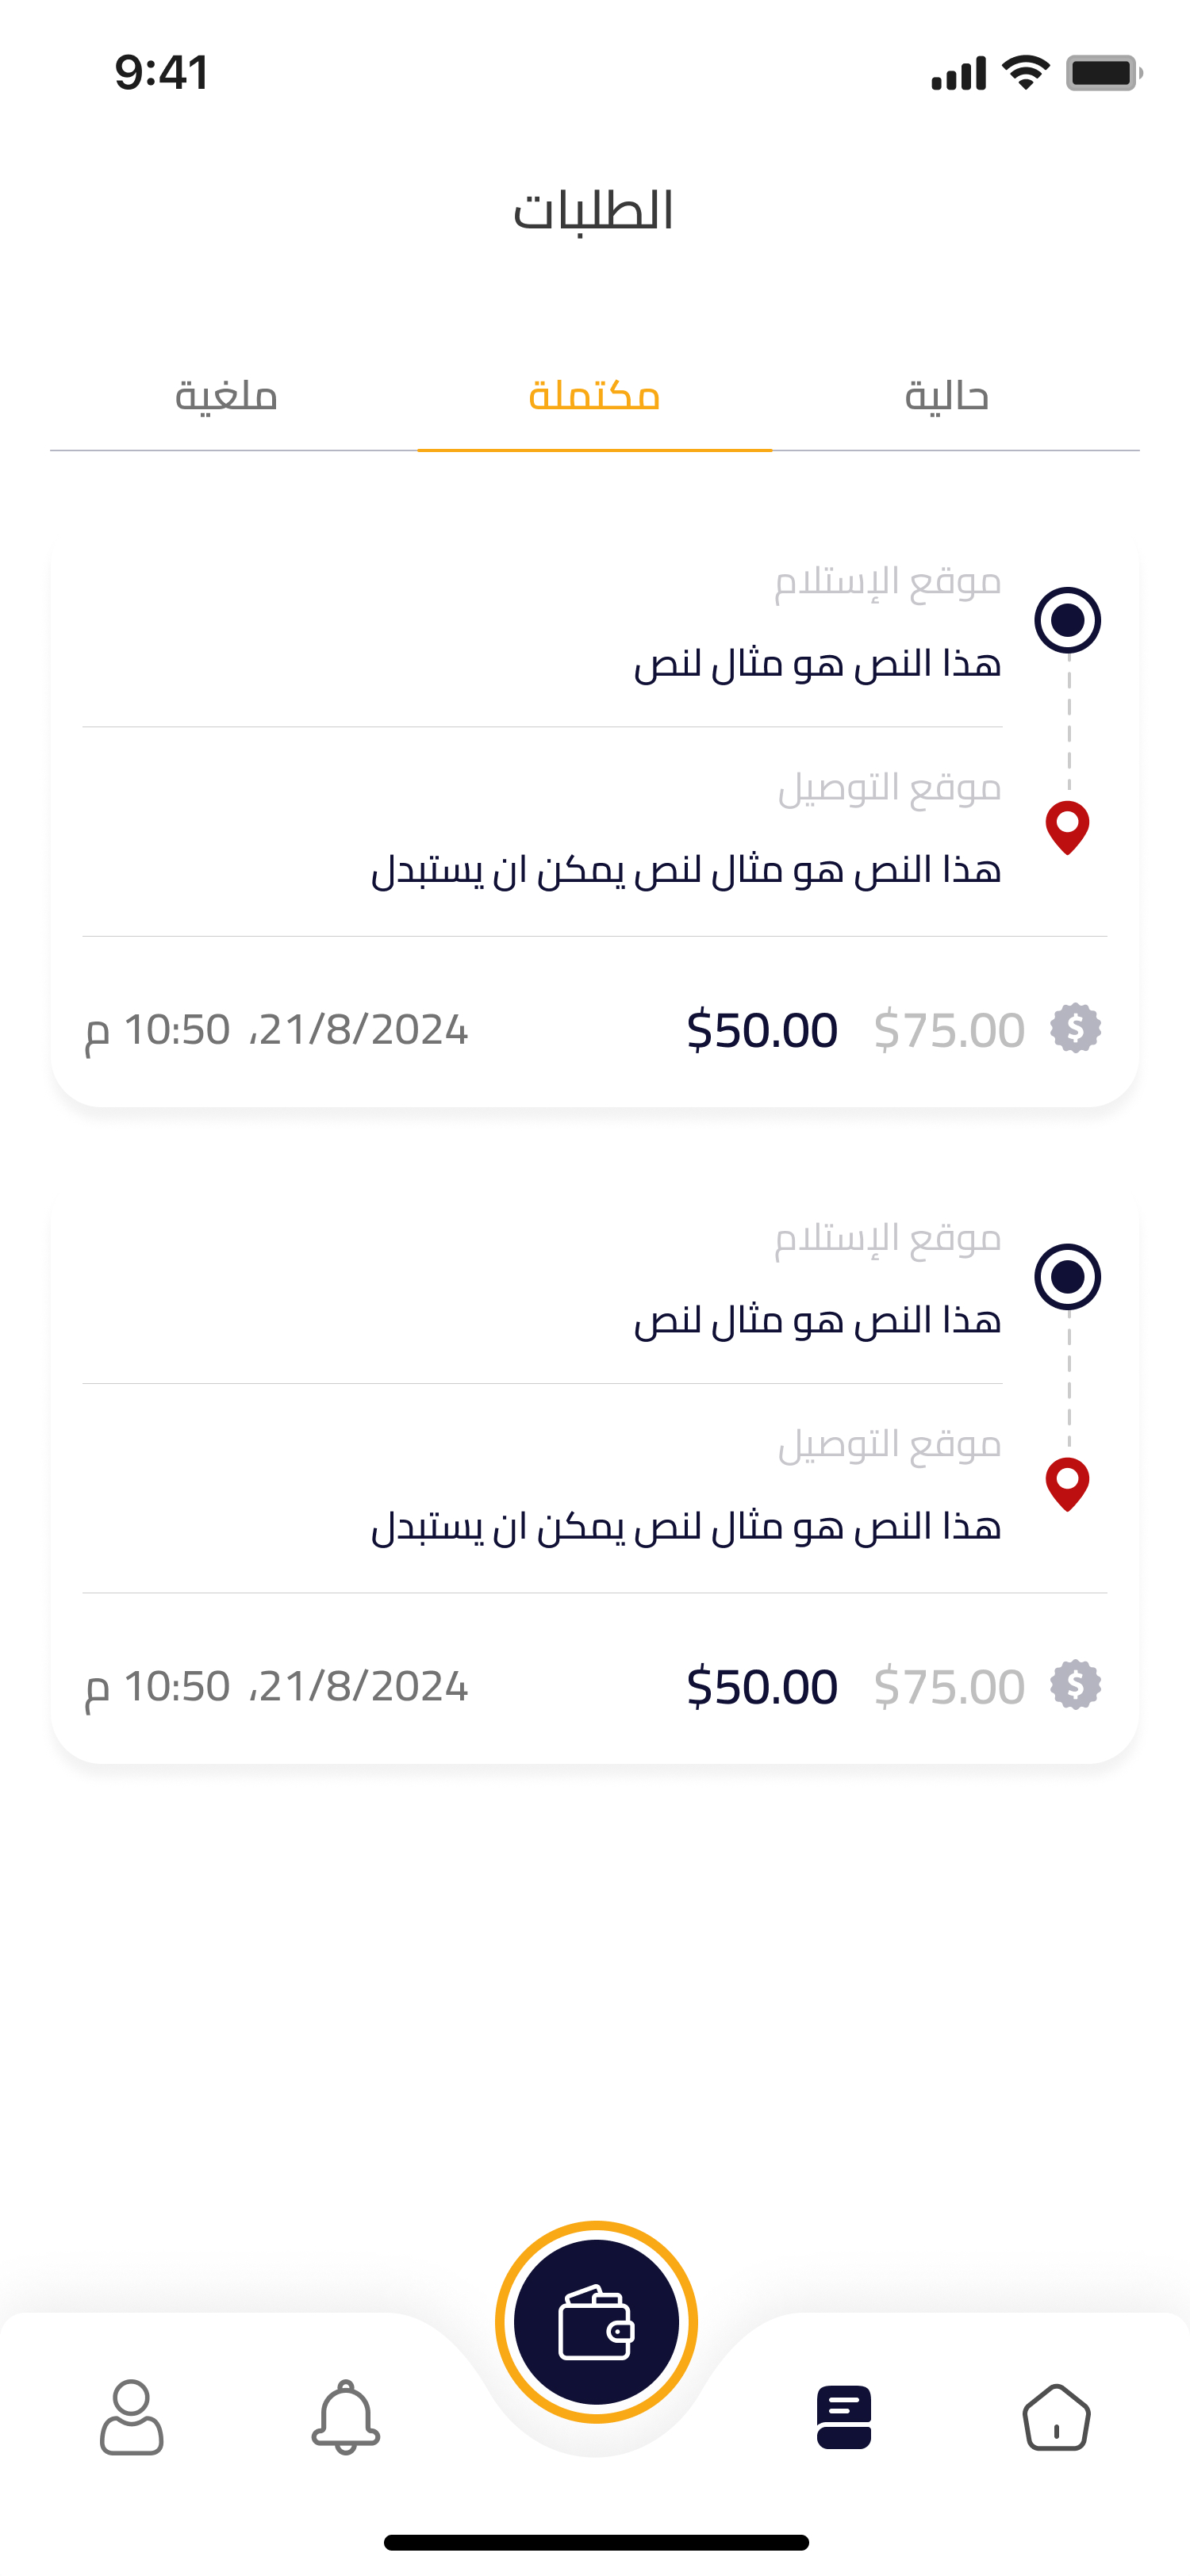 9:41
الطلبات
حالية مكتملة ملغية
موقع الإستلام
هذا النص هو مثال لنص
موقع التوصيل
هذا النص هو مثال لنص يمكن ان يستبدل
$75.00 $50.00 21/8/2024، 10:50 م
موقع الإستلام
هذا النص هو مثال لنص
موقع التوصيل
هذا النص هو مثال لنص يمكن ان يستبدل
$75.00 $50.00 21/8/2024، 10:50 م